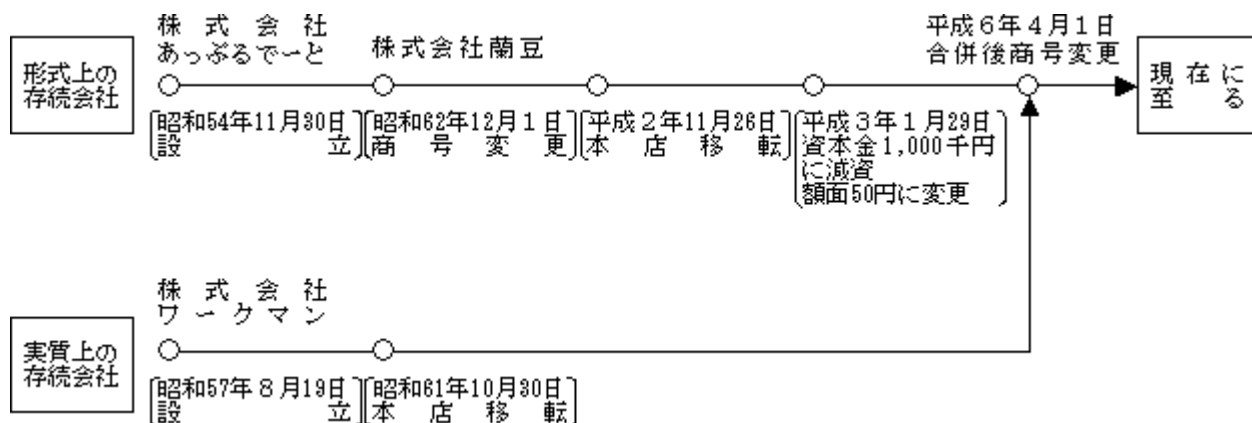 形式上の
存続会社
株式会社
あっぷるでーと
株式会社蘭豆
平成6年4月1日
合併後商号変更
現在に
至る
昭和54年11月30日
設立
昭和62年12月1日
商号変更
平成2年11月26日
本店移転
平成3年1月29日
資本金1,000千円
に減資
額面50円に変更
実質上の
存続会社
株式会社
ワークマン
昭和57年8月19日
設立
昭和61年10月30日
本店移転